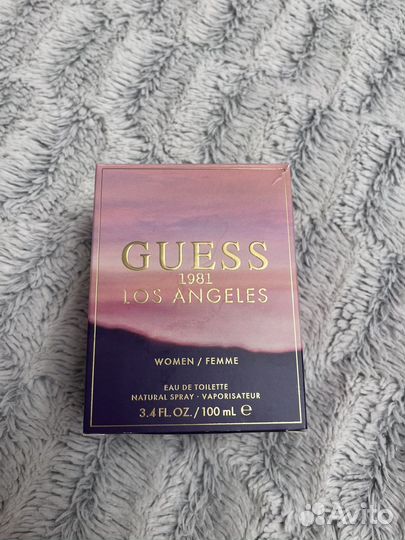 GUESS
1981
LOS ANGELES
WOMEN / FEMME
EAU DE TOILETTE
NATURAL SPRAY · VAPORISATEUR
3.4 FL. OZ. / 100 mL ℮
Avito